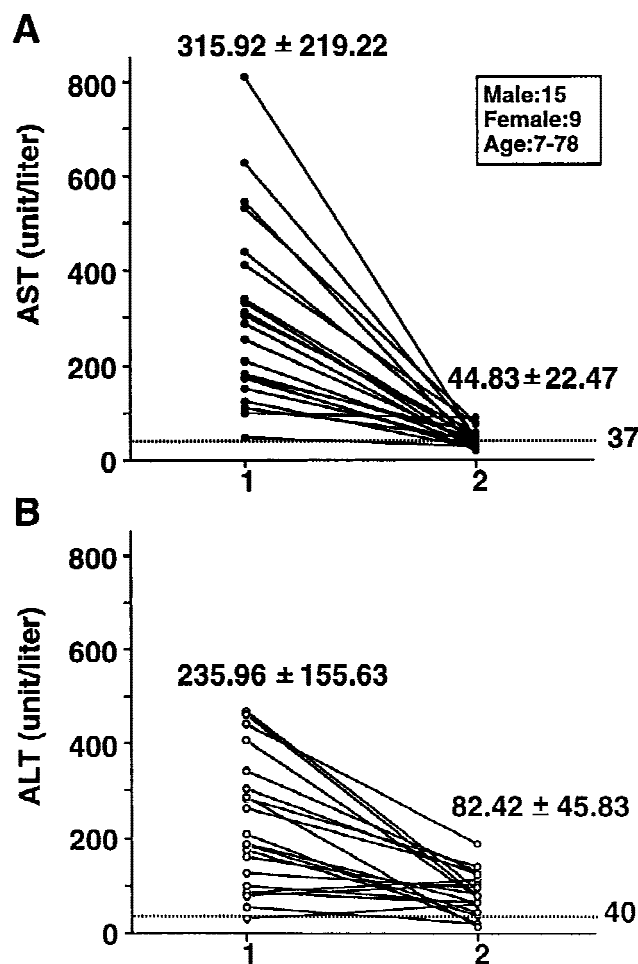 A
315.92 ± 219.22
800
Male:15
Female:9
Age:7-78
600
AST (unit/liter)
400
200
44.83 ± 22.47
37
0
1
2
B
800
600
235.96 ± 155.63
ALT (unit/liter)
400
82.42 ± 45.83
200
40
0
1
2